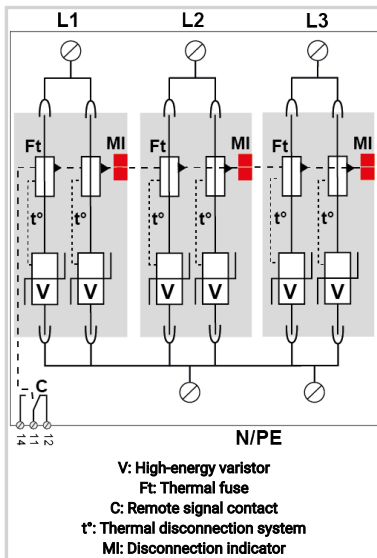 L1 L2 L3
Ft MI Ft MI Ft MI
t° t° t° t° t° t°
V V V V V V
C
14 11 12
N/PE
V: High-energy varistor
Ft: Thermal fuse
C: Remote signal contact
t°: Thermal disconnection system
MI: Disconnection indicator